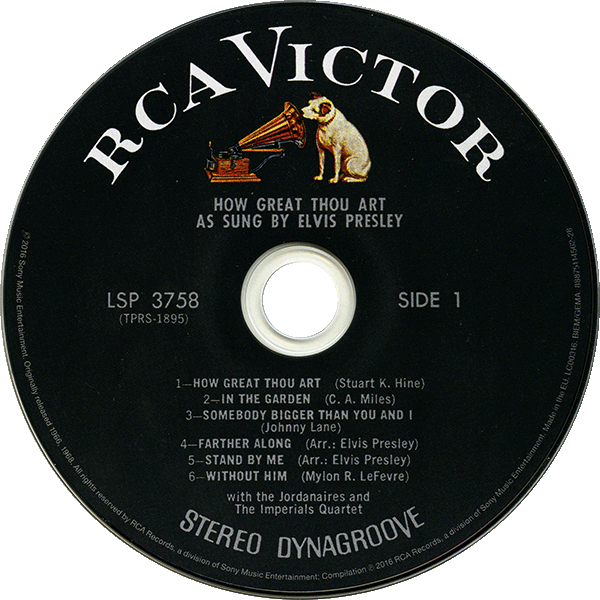 RCA VICTOR
HOW GREAT THOU ART
AS SUNG BY ELVIS PRESLEY
LSP 3758
(TPRS-1895)
SIDE 1
1—HOW GREAT THOU ART (Stuart K. Hine)
2—IN THE GARDEN (C. A. Miles)
3—SOMEBODY BIGGER THAN YOU AND I
(Johnny Lane)
4—FARTHER ALONG (Arr.: Elvis Presley)
5—STAND BY ME (Arr.: Elvis Presley)
6—WITHOUT HIM (Mylon R. LeFevre)
with the Jordanaires and
The Imperials Quartet
STEREO DYNAGROOVE
℗ 2016 Sony Music Entertainment. Originally released 1966, 1968. All rights reserved by RCA Records, a division of Sony Music Entertainment; Compilation ℗ 2016 RCA Records, a division of Sony Music Entertainment. Made in the EU. LC00316. BIEM/GEMA.